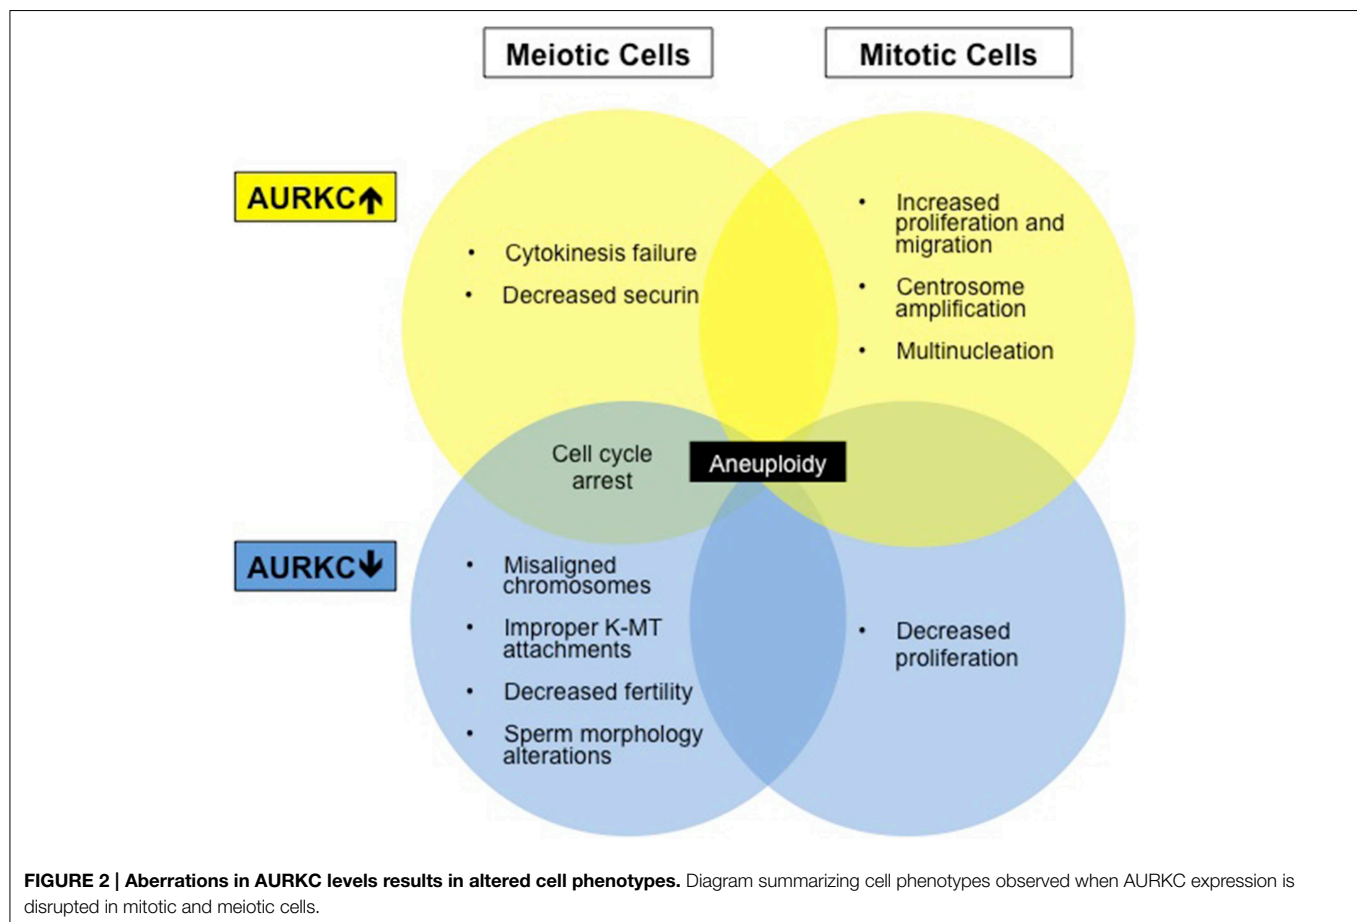 Meiotic Cells
Mitotic Cells
AURKC↑
• Cytokinesis failure
• Decreased securin
• Increased
proliferation and
migration
• Centrosome
amplification
• Multinucleation
Cell cycle
arrest
Aneuploidy
AURKC↓
• Misaligned
chromosomes
• Improper K-MT
attachments
• Decreased fertility
• Sperm morphology
alterations
• Decreased
proliferation
FIGURE 2 | Aberrations in AURKC levels results in altered cell phenotypes. Diagram summarizing cell phenotypes observed when AURKC expression is
disrupted in mitotic and meiotic cells.